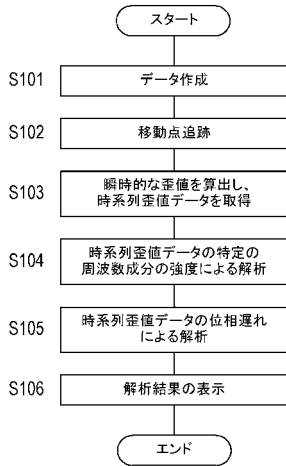 スタート
S101
データ作成
S102
移動点追跡
S103
瞬時的な歪値を算出し、
時系列歪値データを取得
S104
時系列歪値データの特定の
周波数成分の強度による解析
S105
時系列歪値データの位相遅れ
による解析
S106
解析結果の表示
エンド